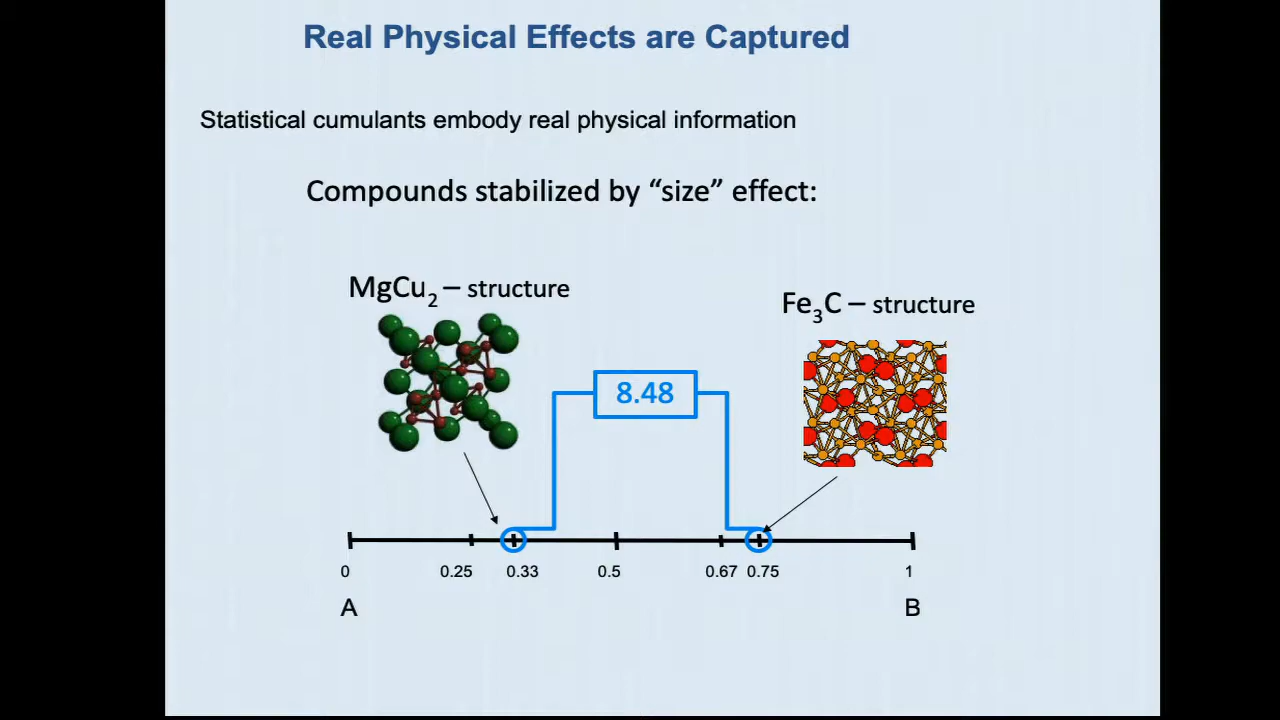 Real Physical Effects are Captured
Statistical cumulants embody real physical information
Compounds stabilized by “size” effect:
MgCu₂ – structure
Fe₃C – structure
8.48
0 0.25 0.33 0.5 0.67 0.75 1
A B